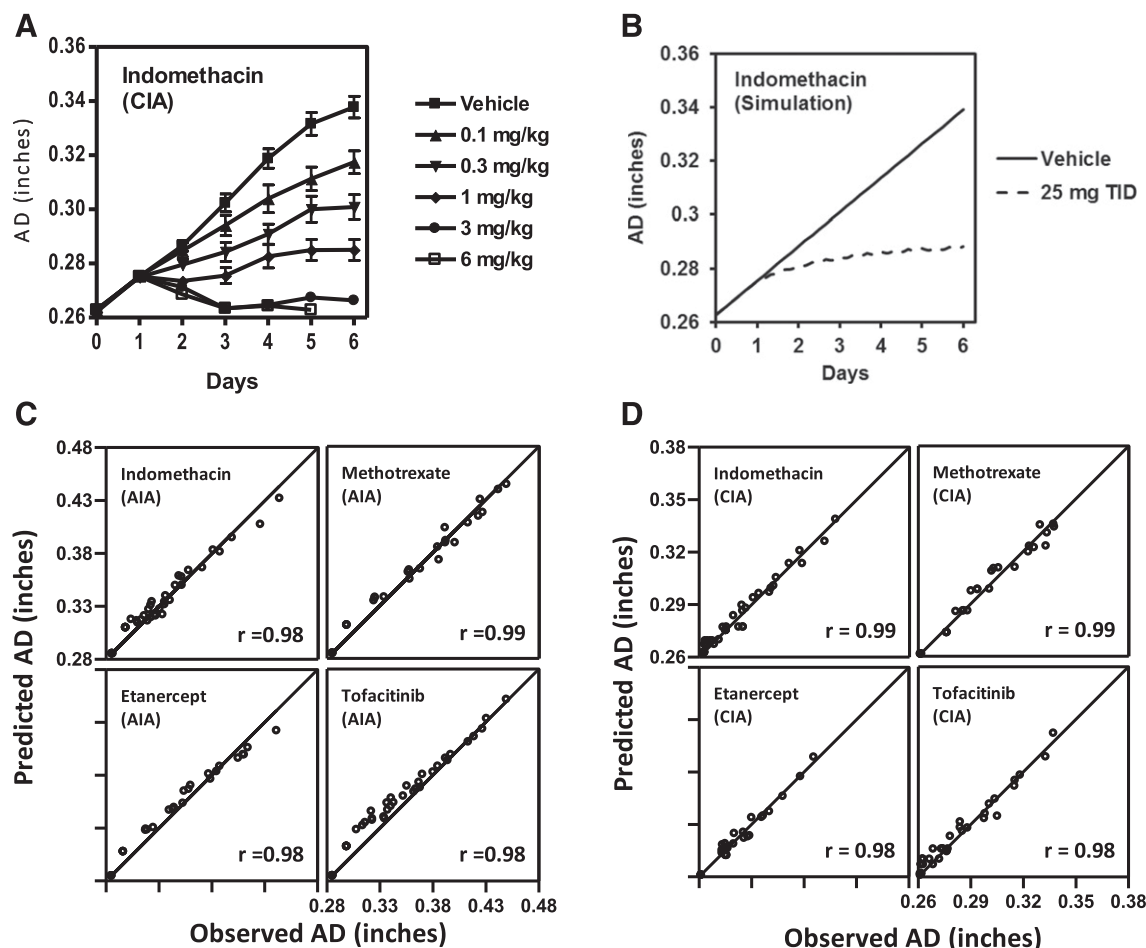 A
0.36
0.34
0.32
0.30
0.28
0.26
AD (inches)
Indomethacin
(CIA)
0 1 2 3 4 5 6
Days
Vehicle
0.1 mg/kg
0.3 mg/kg
1 mg/kg
3 mg/kg
6 mg/kg
B
0.36
0.34
0.32
0.3
0.28
0.26
AD (inches)
Indomethacin
(Simulation)
0 1 2 3 4 5 6
Days
Vehicle
25 mg TID
C
0.48
0.43
0.38
0.33
0.28
Predicted AD (inches)
Indomethacin
(AIA)
r =0.98
Methotrexate
(AIA)
r =0.99
Etanercept
(AIA)
r =0.98
Tofacitinib
(AIA)
r =0.98
0.28 0.33 0.38 0.43 0.48
Observed AD (inches)
D
0.38
0.35
0.32
0.29
0.26
Predicted AD (inches)
Indomethacin
(CIA)
r = 0.99
Methotrexate
(CIA)
r = 0.99
Etanercept
(CIA)
r = 0.98
Tofacitinib
(CIA)
r = 0.98
0.26 0.29 0.32 0.35 0.38
Observed AD (inches)